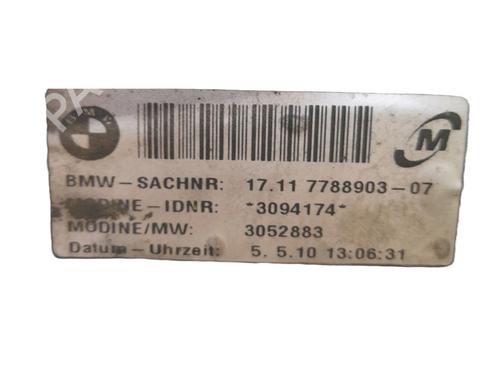 BMW
M
BMW-SACHNR: 17.11 7788903-07
MODINE-IDNR: *3094174*
MODINE/MW: 3052883
Datum-Uhrzeit: 5. 5.10 13:06:31